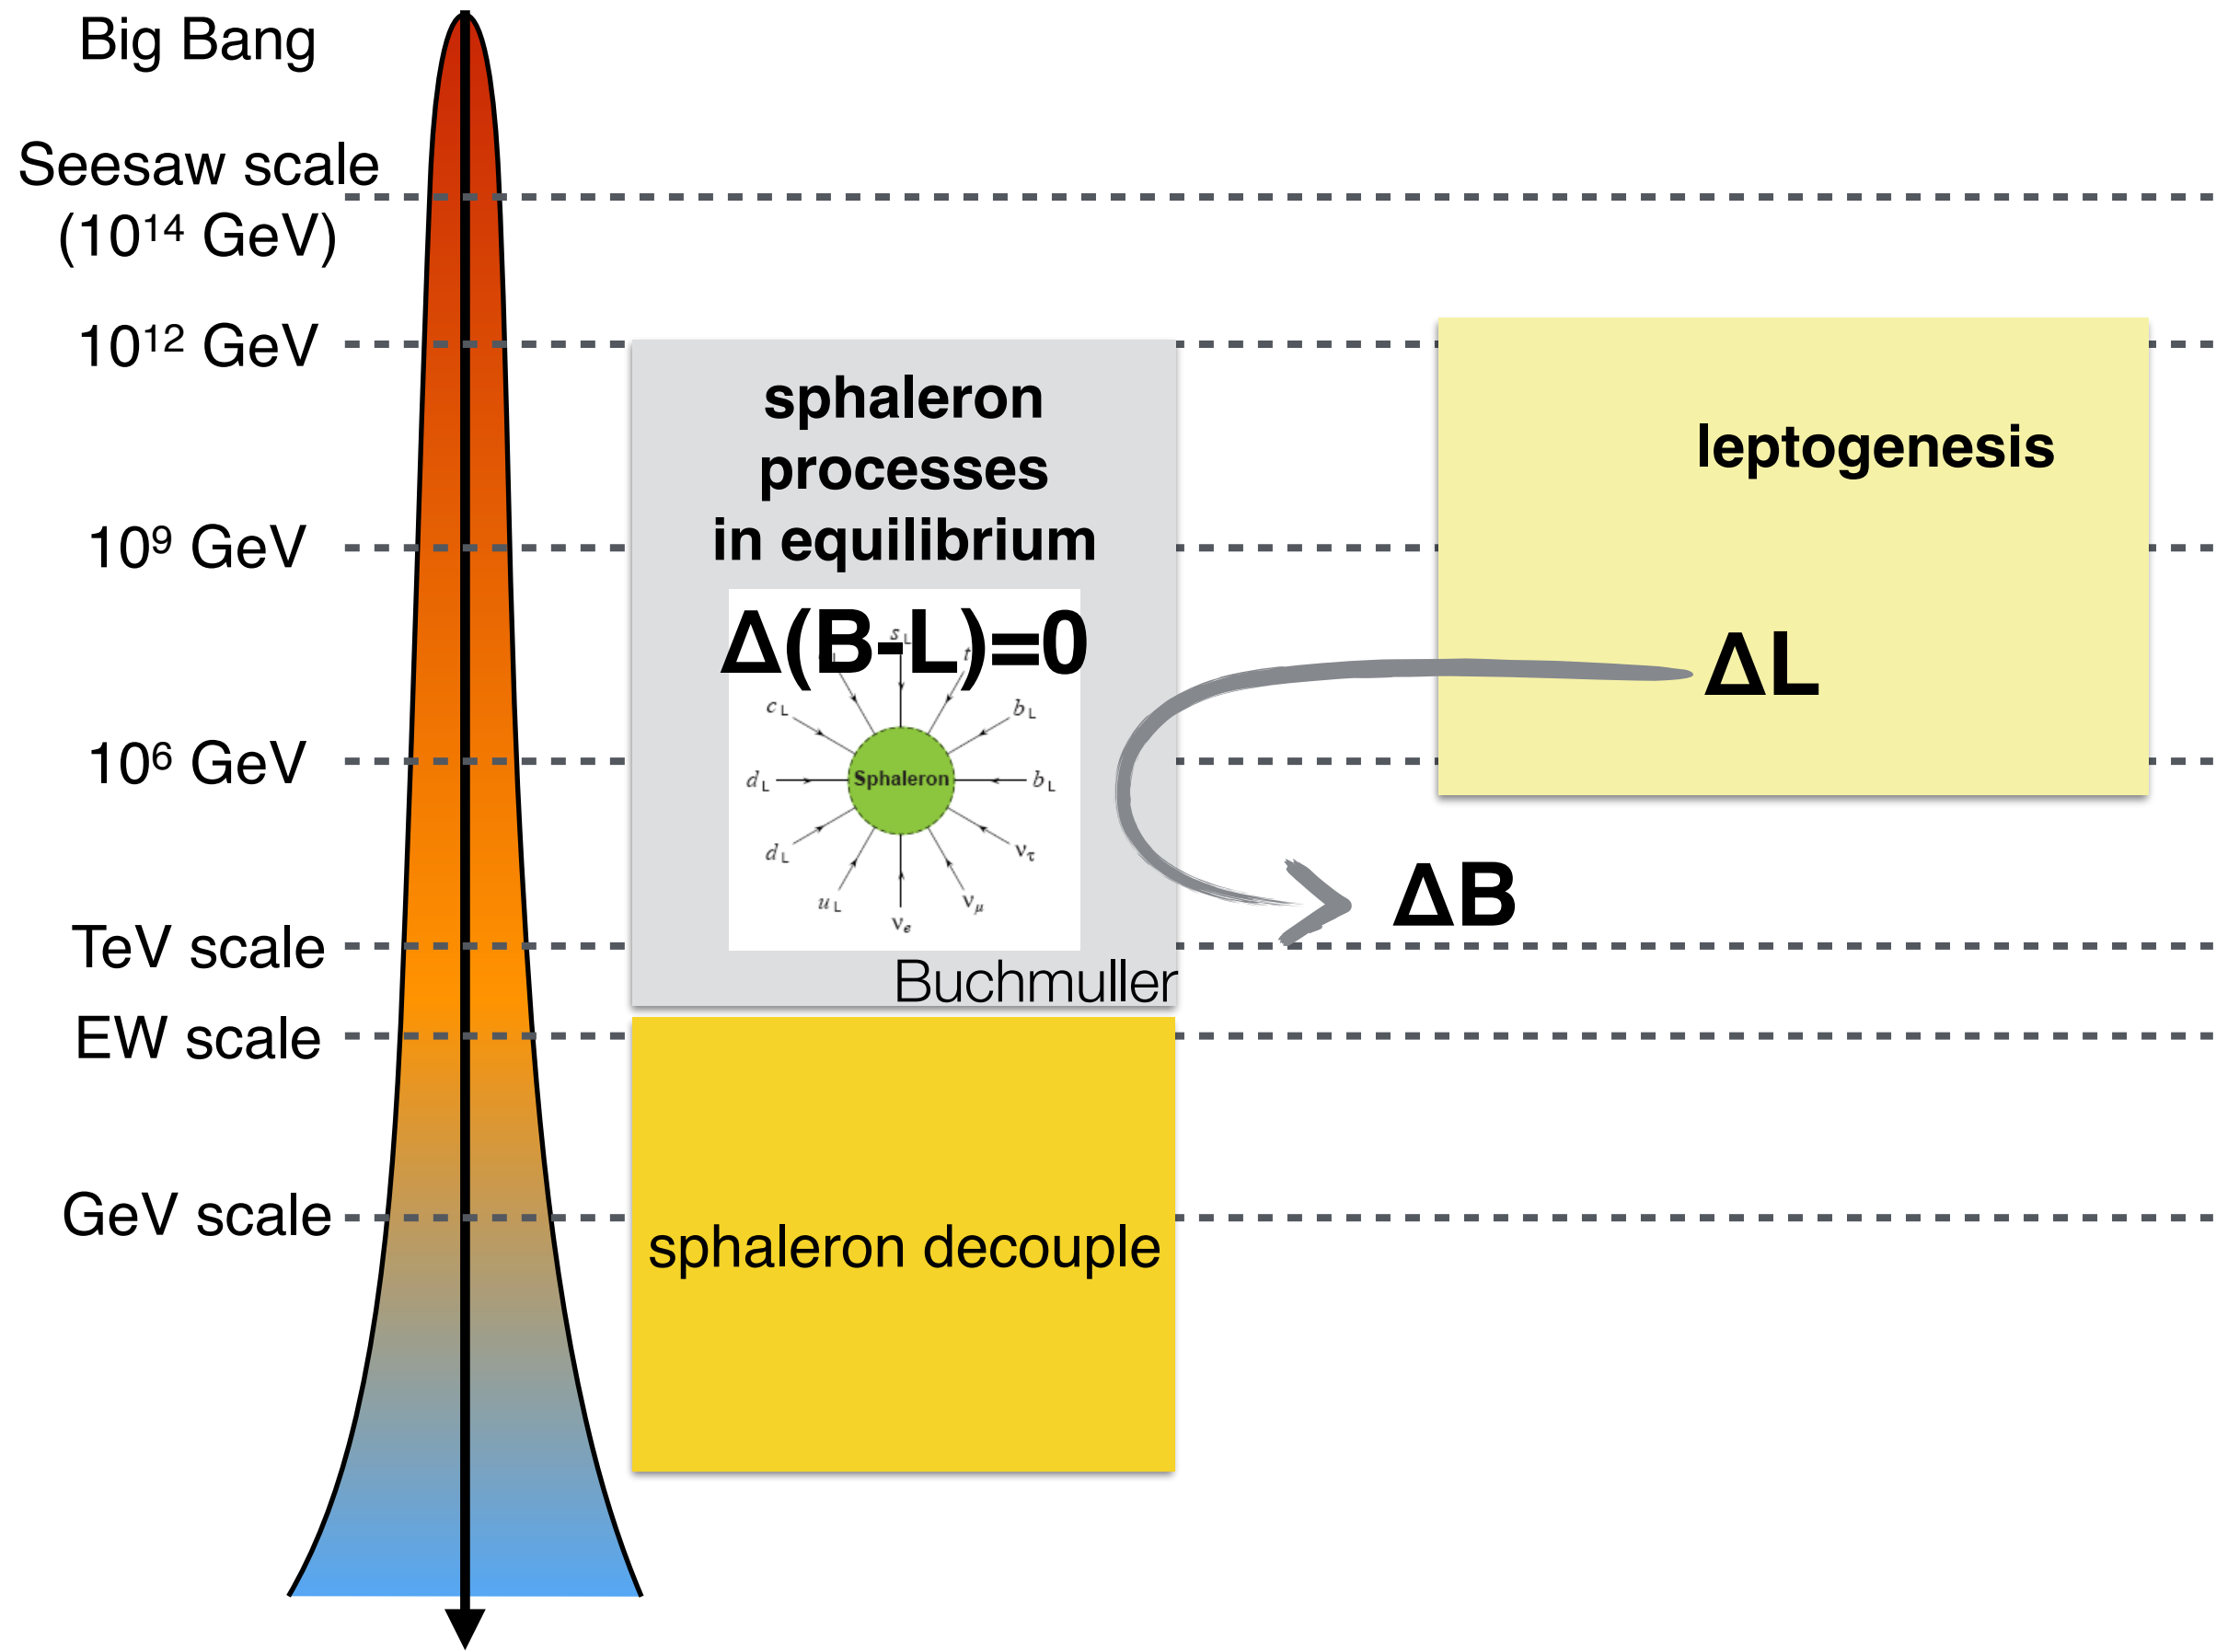 Big Bang
Seesaw scale
(10¹⁴ GeV)
10¹² GeV
10⁹ GeV
10⁶ GeV
TeV scale
EW scale
GeV scale
sphaleron
processes
in equilibrium
Δ(B-L)=0
s L
t
c L
b L
d L
Sphaleron
b L
d L
ν τ
u L
ν μ
ν e
Buchmuller
sphaleron decouple
leptogenesis
ΔL
ΔB